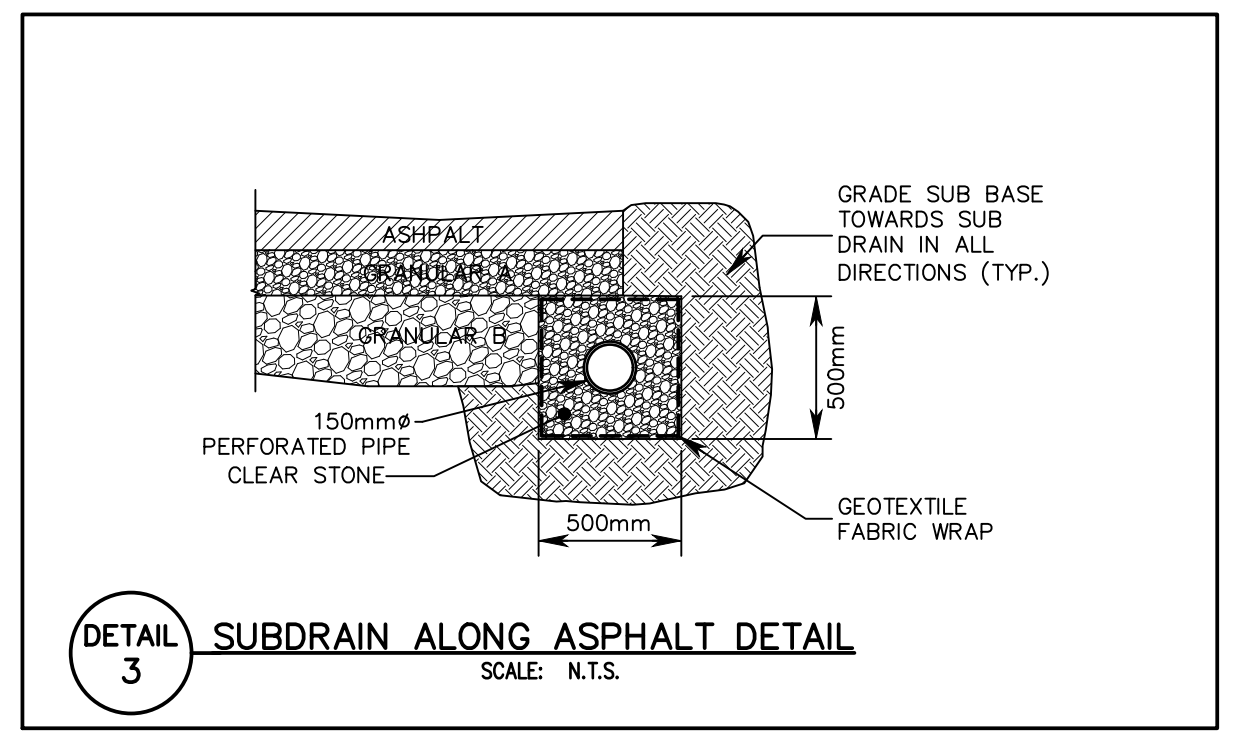 GRADE SUB BASE
TOWARDS SUB
DRAIN IN ALL
DIRECTIONS (TYP.)
ASHPALT
GRANULAR A
GRANULAR B
500mm
150mmø
PERFORATED PIPE
CLEAR STONE
GEOTEXTILE
FABRIC WRAP
500mm
DETAIL
3
SUBDRAIN ALONG ASPHALT DETAIL
SCALE: N.T.S.